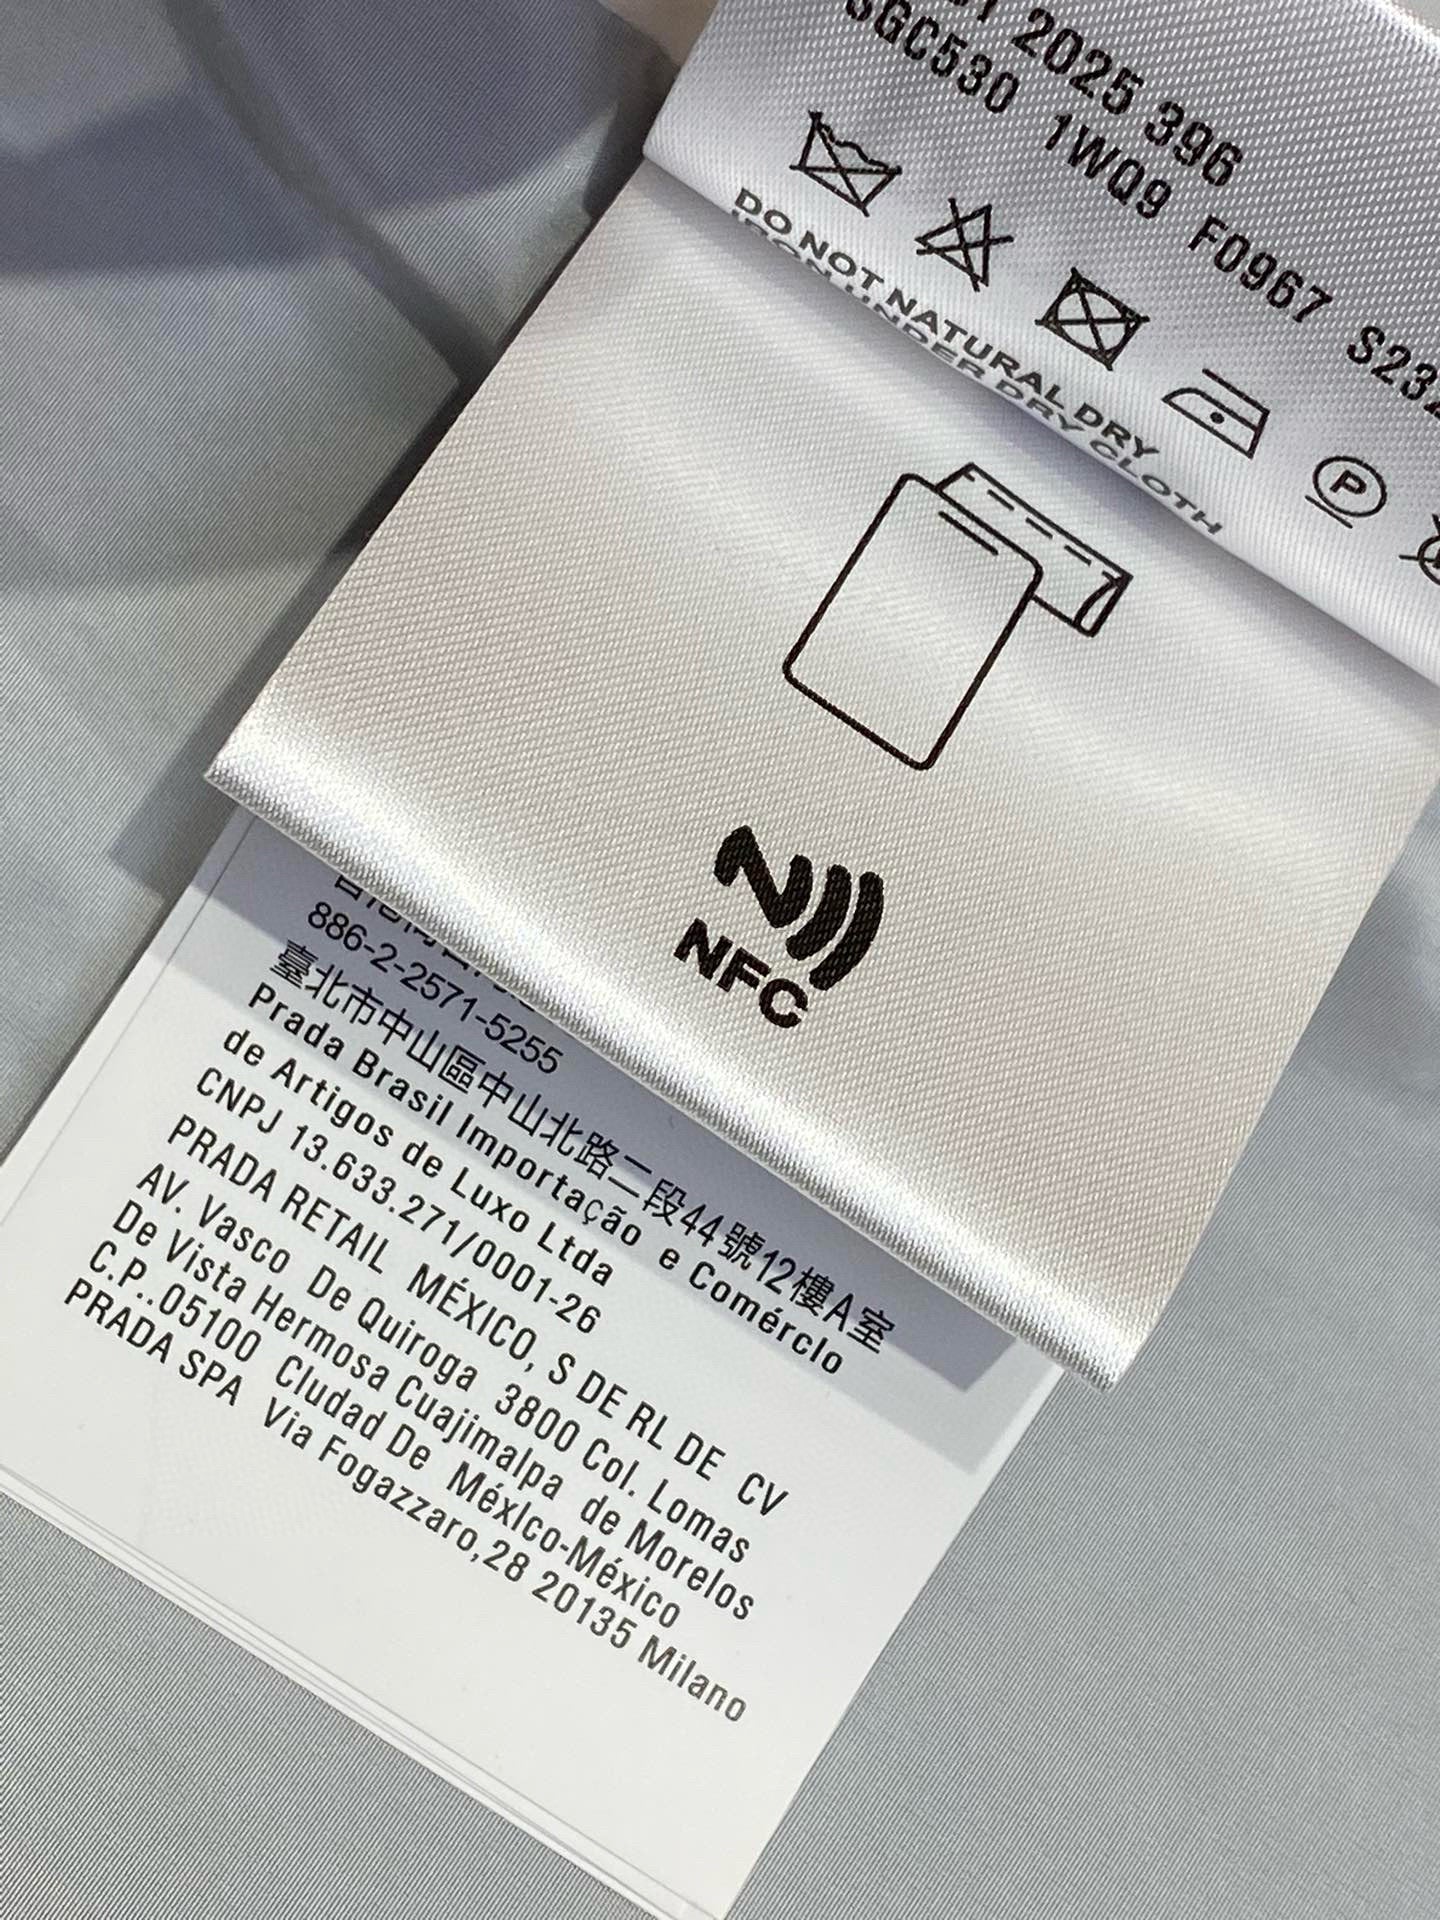 2025 396
SGC530 1WQ9 F0967 S232
DO NOT NATURAL DRY
IRON UNDER DRY CLOTH
P
NFC
886-2-2571-5255
臺北市中山區中山北路二段44號12樓A室
Prada Brasil Importação e Comérclo
de Artigos de Luxo Ltda
CNPJ 13.633.271/0001-26
PRADA RETAIL MÉXICO, S DE RL DE CV
AV. Vasco De Quiroga 3800 Col. Lomas
De Vista Hermosa Cuajimalpa de Morelos
C.P..05100 Cludad De Méxlco-México
PRADA SPA Via Fogazzaro,28 20135 Milano